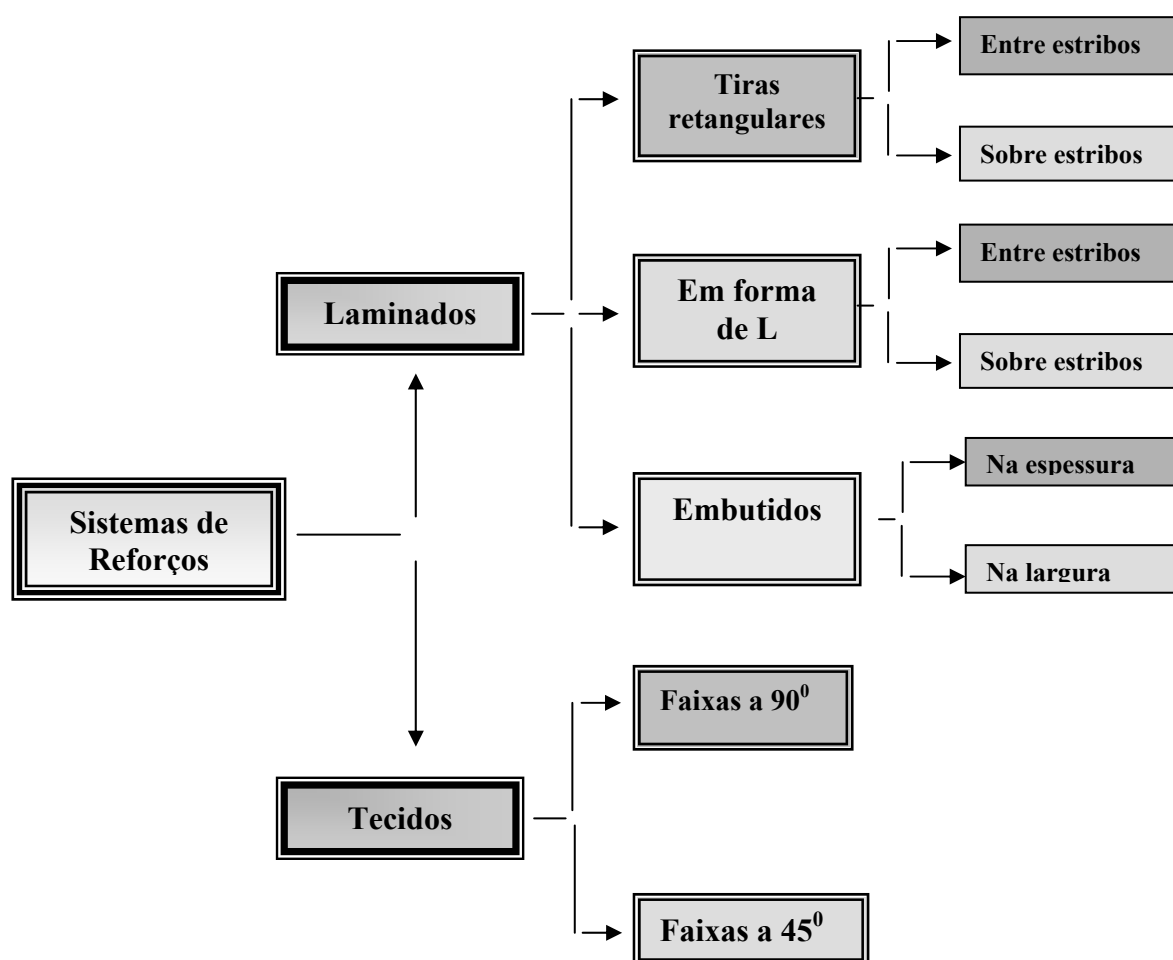 Entre estribos
Tiras
retangulares
Sobre estribos
Entre estribos
Em forma
de L
Laminados
Sobre estribos
Na espessura
Embutidos
Sistemas de
Reforços
Na largura
Faixas a 90⁰
Tecidos
Faixas a 45⁰